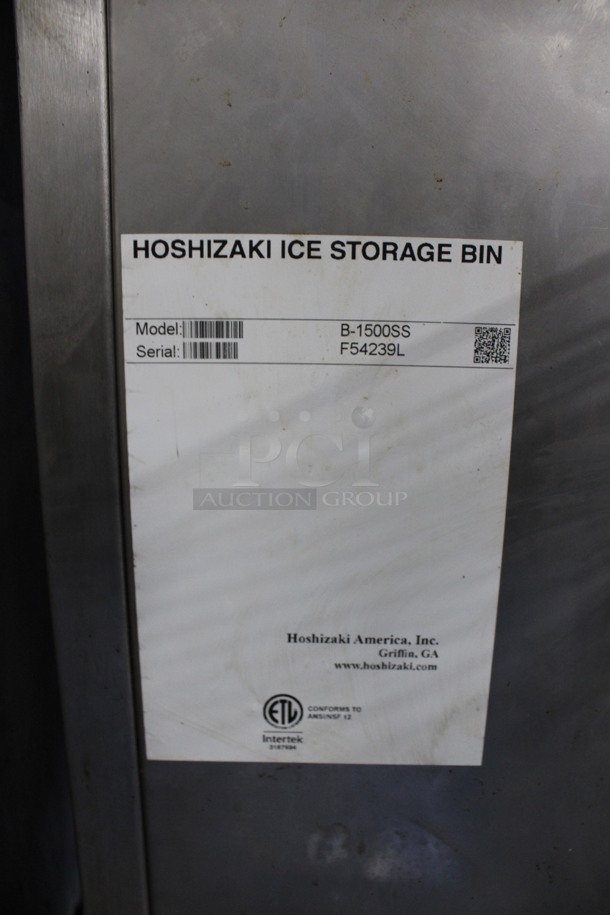 HOSHIZAKI ICE STORAGE BIN
Model: B-1500SS
Serial: F54239L
PCI
AUCTION GROUP
Hoshizaki America, Inc.
Griffin, GA
www.hoshizaki.com
ETL
CONFORMS TO
ANSI/NSF 12
Intertek